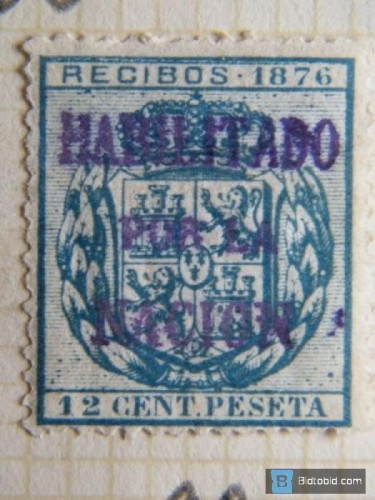 RECIBOS · 1876
HABILITADO
POR LA
NACION
12 CENT. PESETA
Bidtobid.com